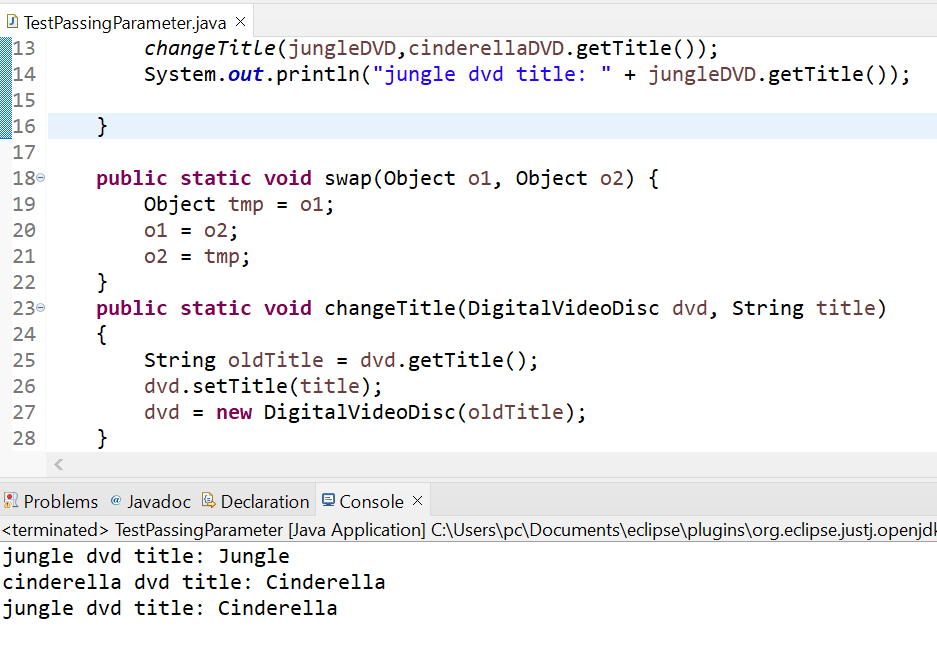 TestPassingParameter.java
13 changeTitle(jungleDVD,cinderellaDVD.getTitle());
14 System.out.println("jungle dvd title: " + jungleDVD.getTitle());
15
16 }
17
18 public static void swap(Object o1, Object o2) {
19 Object tmp = o1;
20 o1 = o2;
21 o2 = tmp;
22 }
23 public static void changeTitle(DigitalVideoDisc dvd, String title)
24 {
25 String oldTitle = dvd.getTitle();
26 dvd.setTitle(title);
27 dvd = new DigitalVideoDisc(oldTitle);
28 }
Problems @ Javadoc Declaration Console
<terminated> TestPassingParameter [Java Application] C:\Users\pc\Documents\eclipse\plugins\org.eclipse.justj.openjdk
jungle dvd title: Jungle
cinderella dvd title: Cinderella
jungle dvd title: Cinderella